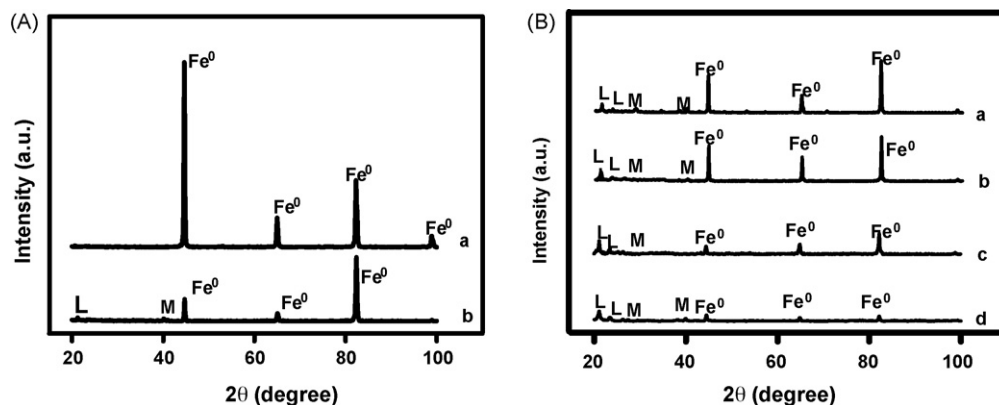 (A)
Fe⁰
Fe⁰
Fe⁰
Fe⁰
a
L
M
Fe⁰
Fe⁰
Fe⁰
b
20
40
60
80
100
2θ (degree)
Intensity (a.u.)
(B)
L
L
M
M
Fe⁰
Fe⁰
Fe⁰
a
L
L
M
M
Fe⁰
Fe⁰
Fe⁰
b
L
L
M
Fe⁰
Fe⁰
Fe⁰
c
L
L
M
M
Fe⁰
Fe⁰
Fe⁰
d
20
40
60
80
100
2θ (degree)
Intensity (a.u.)